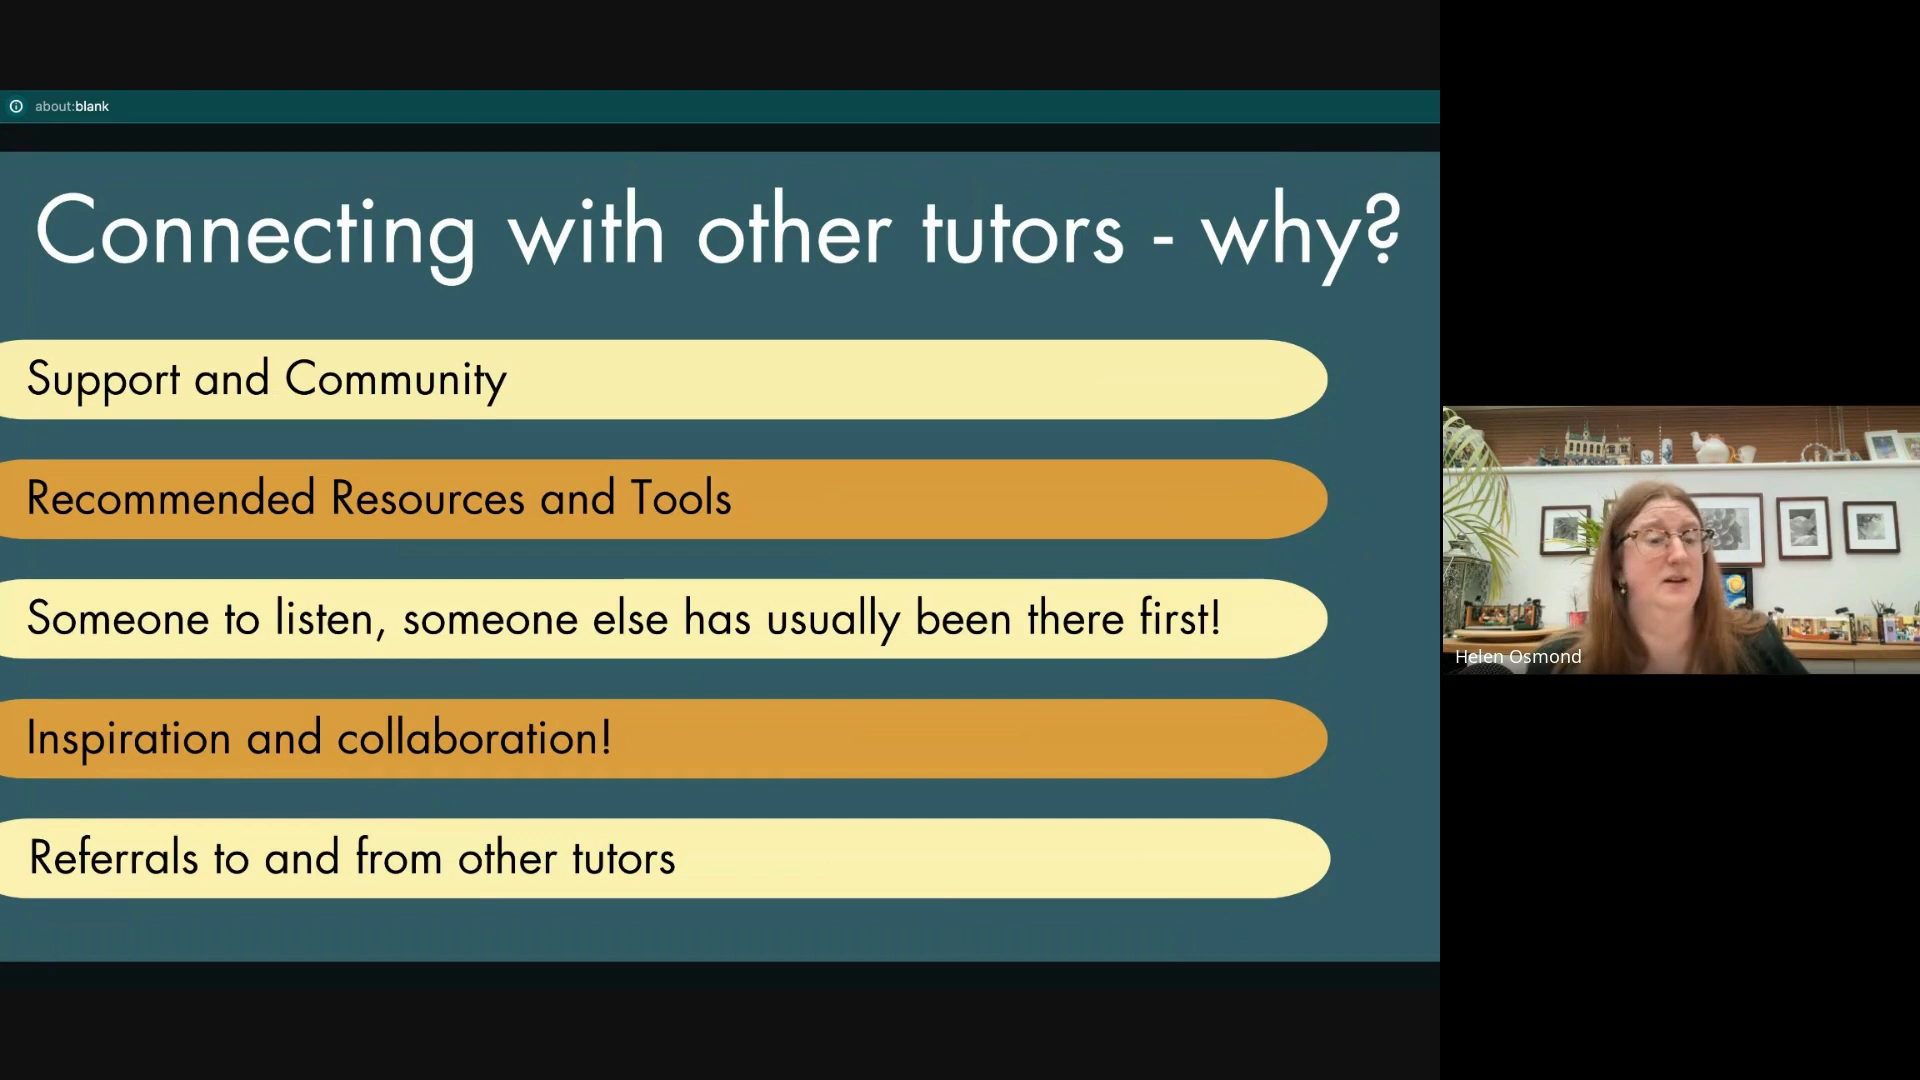 about:blank
Connecting with other tutors - why?
Support and Community
Recommended Resources and Tools
Someone to listen, someone else has usually been there first!
Inspiration and collaboration!
Referrals to and from other tutors
Helen Osmond